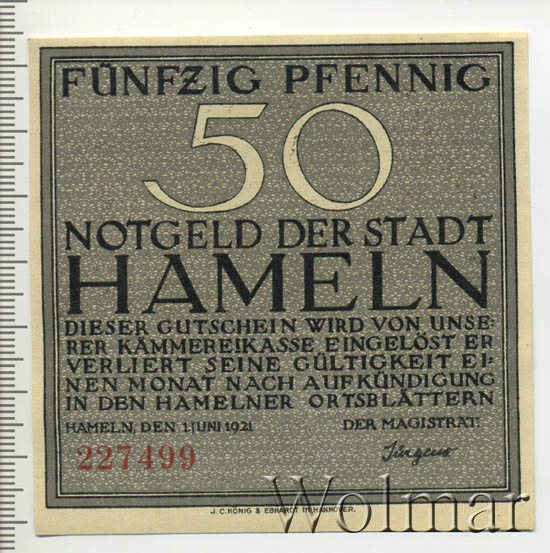 FÜNFZIG PFENNIG
50
NOTGELD DER STADT
HAMELN
DIESER GUTSCHEIN WIRD VON UNSE-
RER KÄMMEREIKASSE EINGELÖST ER
VERLIERT SEINE GÜLTIGKEIT EI-
NEN MONAT NACH AUFKÜNDIGUNG
IN DEN HAMELNER ORTSBLÄTTERN
HAMELN, DEN 1. JUNI 1921 DER MAGISTRAT:
227499 Jürgens
J. C. KÖNIG & EBHARDT IN HANNOVER.
Wolmar